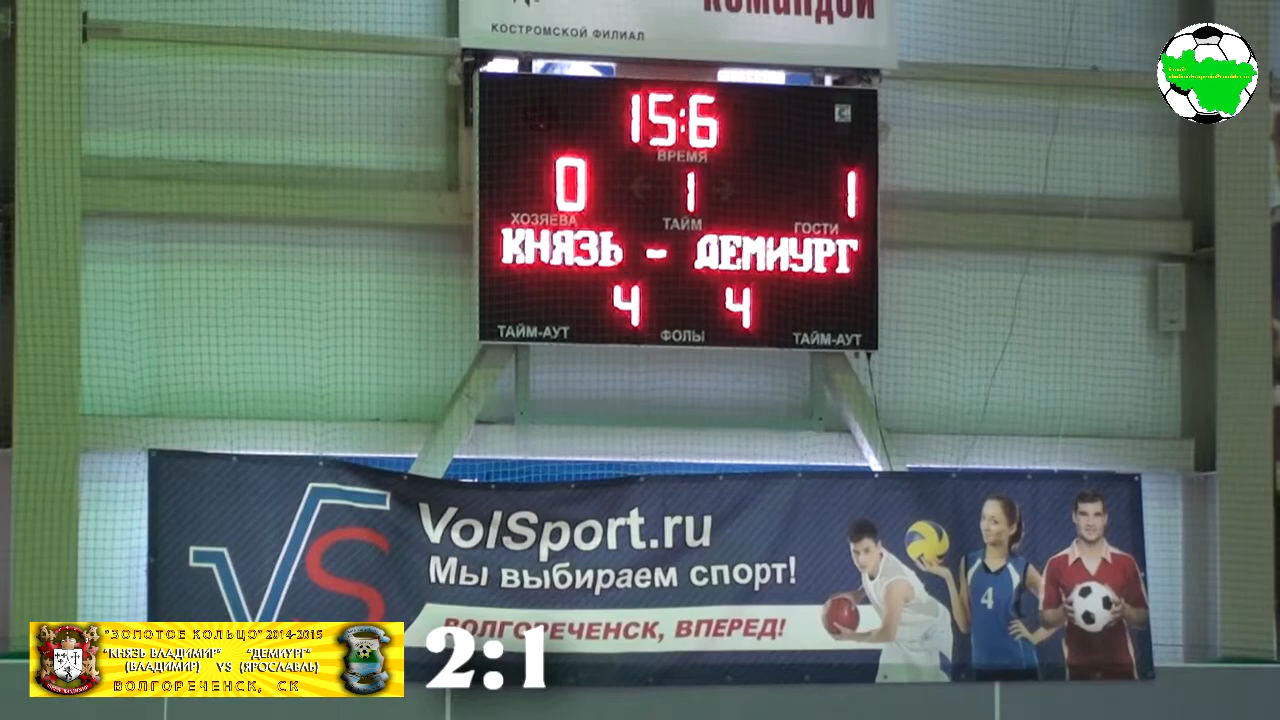 командой
КОСТРОМСКОЙ ФИЛИАЛ
15:6
ВРЕМЯ
0 1 1
ХОЗЯЕВА ТАЙМ ГОСТИ
КНЯЗЬ - ДЕМИУРГ
4 4
ТАЙМ-АУТ ФОЛЫ ТАЙМ-АУТ
VS
VolSport.ru
Мы выбираем спорт!
ВОЛГОРЕЧЕНСК, ВПЕРЕД!
4
"ЗОЛОТОЕ КОЛЬЦО" 2014-2015
"КНЯЗЬ ВЛАДИМИР" "ДЕМИУРГ"
(ВЛАДИМИР) VS (ЯРОСЛАВЛЬ)
ВОЛГОРЕЧЕНСК, СК
2:1